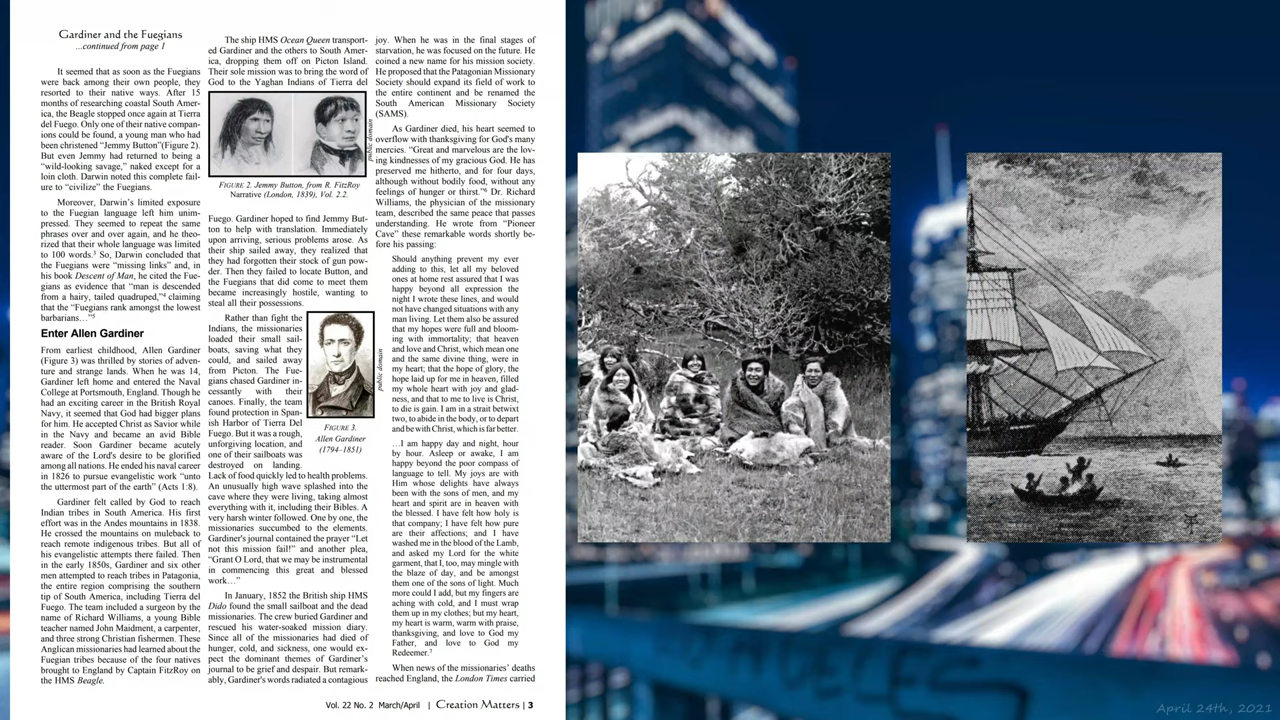 Gardiner and the Fuegians
...continued from page 1
It seemed that as soon as the Fuegians
were back among their own people, they
resorted to their native ways. After 15
months of researching coastal South Amer-
ica, the Beagle stopped once again at Tierra
del Fuego. Only one of their native compan-
ions could be found, a young man who had
been christened “Jemmy Button”(Figure 2).
But even Jemmy had returned to being a
“wild-looking savage,” naked except for a
loin cloth. Darwin noted this complete fail-
ure to “civilize” the Fuegians.
Moreover, Darwin’s limited exposure
to the Fuegian language left him unim-
pressed. They seemed to repeat the same
phrases over and over again, and he theo-
rized that their whole language was limited
to 100 words.³ So, Darwin concluded that
the Fuegians were “missing links” and, in
his book Descent of Man, he cited the Fue-
gians as evidence that “man is descended
from a hairy, tailed quadruped,”⁴ claiming
that the “Fuegians rank amongst the lowest
barbarians…”⁵
Enter Allen Gardiner
From earliest childhood, Allen Gardiner
(Figure 3) was thrilled by stories of adven-
ture and strange lands. When he was 14,
Gardiner left home and entered the Naval
College at Portsmouth, England. Though he
had an exciting career in the British Royal
Navy, it seemed that God had bigger plans
for him. He accepted Christ as Savior while
in the Navy and became an avid Bible
reader. Soon Gardiner became acutely
aware of the Lord’s desire to be glorified
among all nations. He ended his naval career
in 1826 to pursue evangelistic work “unto
the uttermost part of the earth” (Acts 1:8).
Gardiner felt called by God to reach
Indian tribes in South America. His first
effort was in the Andes mountains in 1838.
He crossed the mountains on muleback to
reach remote indigenous tribes. But all of
his evangelistic attempts there failed. Then
in the early 1850s, Gardiner and six other
men attempted to reach tribes in Patagonia,
the entire region comprising the southern
tip of South America, including Tierra del
Fuego. The team included a surgeon by the
name of Richard Williams, a young Bible
teacher named John Maidment, a carpenter,
and three strong Christian fishermen. These
Anglican missionaries had learned about the
Fuegian tribes because of the four natives
brought to England by Captain FitzRoy on
the HMS Beagle.
The ship HMS Ocean Queen transport-
ed Gardiner and the others to South Amer-
ica, dropping them off on Picton Island.
Their sole mission was to bring the word of
God to the Yaghan Indians of Tierra del
public domain
FIGURE 2. Jemmy Button, from R. FitzRoy
Narrative (London, 1839), Vol. 2.2.
Fuego. Gardiner hoped to find Jemmy But-
ton to help with translation. Immediately
upon arriving, serious problems arose. As
their ship sailed away, they realized that
they had forgotten their stock of gun pow-
der. Then they failed to locate Button, and
the Fuegians that did come to meet them
became increasingly hostile, wanting to
steal all their possessions.
Rather than fight the
Indians, the missionaries
loaded their small sail-
boats, saving what they
could, and sailed away
from Picton. The Fue-
gians chased Gardiner in-
cessantly with their
canoes. Finally, the team
found protection in Span-
ish Harbor of Tierra Del
Fuego. But it was a rough,
unforgiving location, and
one of their sailboats was
destroyed on landing.
public domain
FIGURE 3.
Allen Gardiner
(1794–1851)
Lack of food quickly led to health problems.
An unusually high wave splashed into the
cave where they were living, taking almost
everything with it, including their Bibles. A
very harsh winter followed. One by one, the
missionaries succumbed to the elements.
Gardiner's journal contained the prayer “Let
not this mission fail!” and another plea,
“Grant O Lord, that we may be instrumental
in commencing this great and blessed
work…”
In January, 1852 the British ship HMS
Dido found the small sailboat and the dead
missionaries. The crew buried Gardiner and
rescued his water-soaked mission diary.
Since all of the missionaries had died of
hunger, cold, and sickness, one would ex-
pect the dominant themes of Gardiner’s
journal to be grief and despair. But remark-
ably, Gardiner's words radiated a contagious
joy. When he was in the final stages of
starvation, he was focused on the future. He
coined a new name for his mission society.
He proposed that the Patagonian Missionary
Society should expand its field of work to
the entire continent and be renamed the
South American Missionary Society
(SAMS).
As Gardiner died, his heart seemed to
overflow with thanksgiving for God's many
mercies. “Great and marvelous are the lov-
ing kindnesses of my gracious God. He has
preserved me hitherto, and for four days,
although without bodily food, without any
feelings of hunger or thirst.”⁶ Dr. Richard
Williams, the physician of the missionary
team, described the same peace that passes
understanding. He wrote from “Pioneer
Cave” these remarkable words shortly be-
fore his passing:
Should anything prevent my ever
adding to this, let all my beloved
ones at home rest assured that I was
happy beyond all expression the
night I wrote these lines, and would
not have changed situations with any
man living. Let them also be assured
that my hopes were full and bloom-
ing with immortality; that heaven
and love and Christ, which mean one
and the same divine thing, were in
my heart; that the hope of glory, the
hope laid up for me in heaven, filled
my whole heart with joy and glad-
ness, and that to me to live is Christ,
to die is gain. I am in a strait betwixt
two, to abide in the body, or to depart
and be with Christ, which is far better.
…I am happy day and night, hour
by hour. Asleep or awake, I am
happy beyond the poor compass of
language to tell. My joys are with
Him whose delights have always
been with the sons of men, and my
heart and spirit are in heaven with
the blessed. I have felt how holy is
that company; I have felt how pure
are their affections; and I have
washed me in the blood of the Lamb,
and asked my Lord for the white
garment, that I, too, may mingle with
the blaze of day, and be amongst
them one of the sons of light. Much
more could I add, but my fingers are
aching with cold, and I must wrap
them up in my clothes; but my heart,
my heart is warm, warm with praise,
thanksgiving, and love to God my
Father, and love to God my
Redeemer.⁷
When news of the missionaries’ deaths
reached England, the London Times carried
Vol. 22 No. 2 March/April | Creation Matters | 3
April 24th, 2021